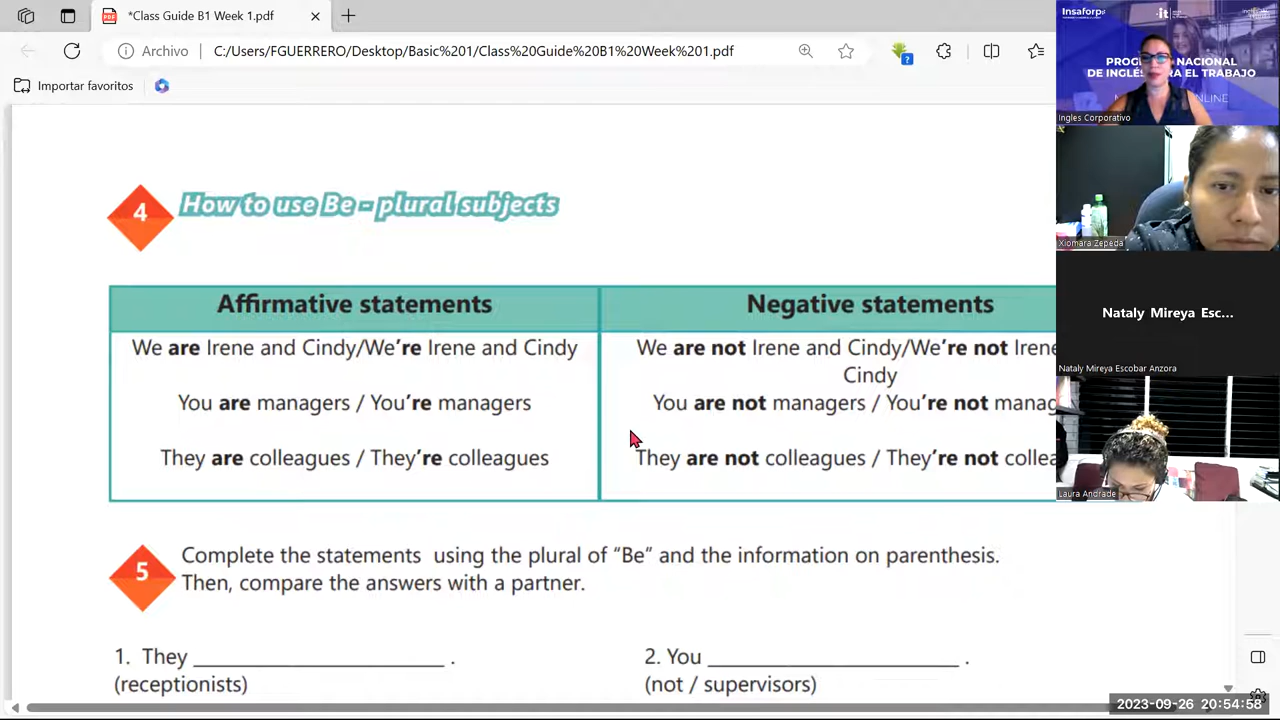 *Class Guide B1 Week 1.pdf
Archivo
C:/Users/FGUERRERO/Desktop/Basic%201/Class%20Guide%20B1%20Week%201.pdf
Importar favoritos
4
How to use Be - plural subjects
Affirmative statements
We are Irene and Cindy/We're Irene and Cindy
You are managers / You're managers
They are colleagues / They're colleagues
Negative statements
We are not Irene and Cindy/We're not Irene
Cindy
You are not managers / You're not manag
They are not colleagues / They're not collea
5
Complete the statements using the plural of “Be” and the information on parenthesis.
Then, compare the answers with a partner.
1. They ________________________ .
(receptionists)
2. You ________________________ .
(not / supervisors)
Insaforp
PROG NACIONAL
DE INGLÉS RA EL TRABAJO
NLINE
Ingles Corporativo
Xiomara Zepeda
Nataly Mireya Esc...
Nataly Mireya Escobar Anzora
Laura Andrade
2023-09-26 20:54:58